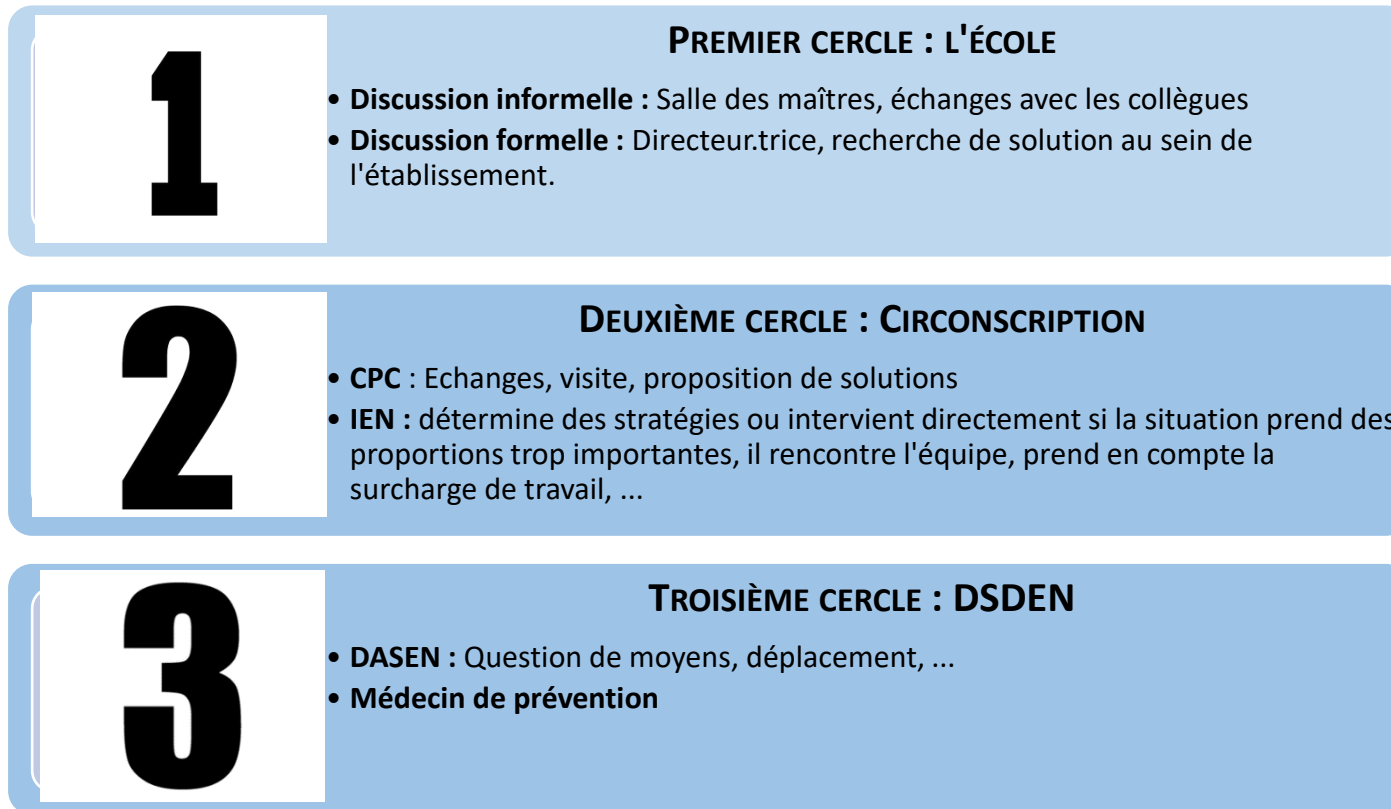 1
PREMIER CERCLE : L'ÉCOLE
• Discussion informelle : Salle des maîtres, échanges avec les collègues
• Discussion formelle : Directeur.trice, recherche de solution au sein de
l'établissement.
2
DEUXIÈME CERCLE : CIRCONSCRIPTION
• CPC : Echanges, visite, proposition de solutions
• IEN : détermine des stratégies ou intervient directement si la situation prend des
proportions trop importantes, il rencontre l'équipe, prend en compte la
surcharge de travail, ...
3
TROISIÈME CERCLE : DSDEN
• DASEN : Question de moyens, déplacement, ...
• Médecin de prévention